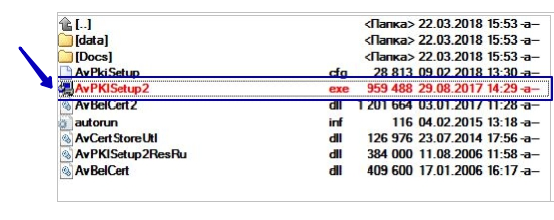 [..] <Папка> 22.03.2018 15:53 -a--
[data] <Папка> 22.03.2018 15:53 -a--
[Docs] <Папка> 22.03.2018 15:53 -a--
AvPkiSetup cfg 28 813 09.02.2018 13:30 -a--
AvPKISetup2 exe 959 488 29.08.2017 14:29 -a--
AvBelCert2 dll 1 201 664 03.01.2017 11:28 -a--
autorun inf 116 04.02.2015 13:18 -a--
AvCertStoreUtl dll 126 976 23.07.2014 17:56 -a--
AvPKISetup2ResRu dll 384 000 11.08.2006 11:58 -a--
AvBelCert dll 409 600 17.01.2006 16:17 -a--